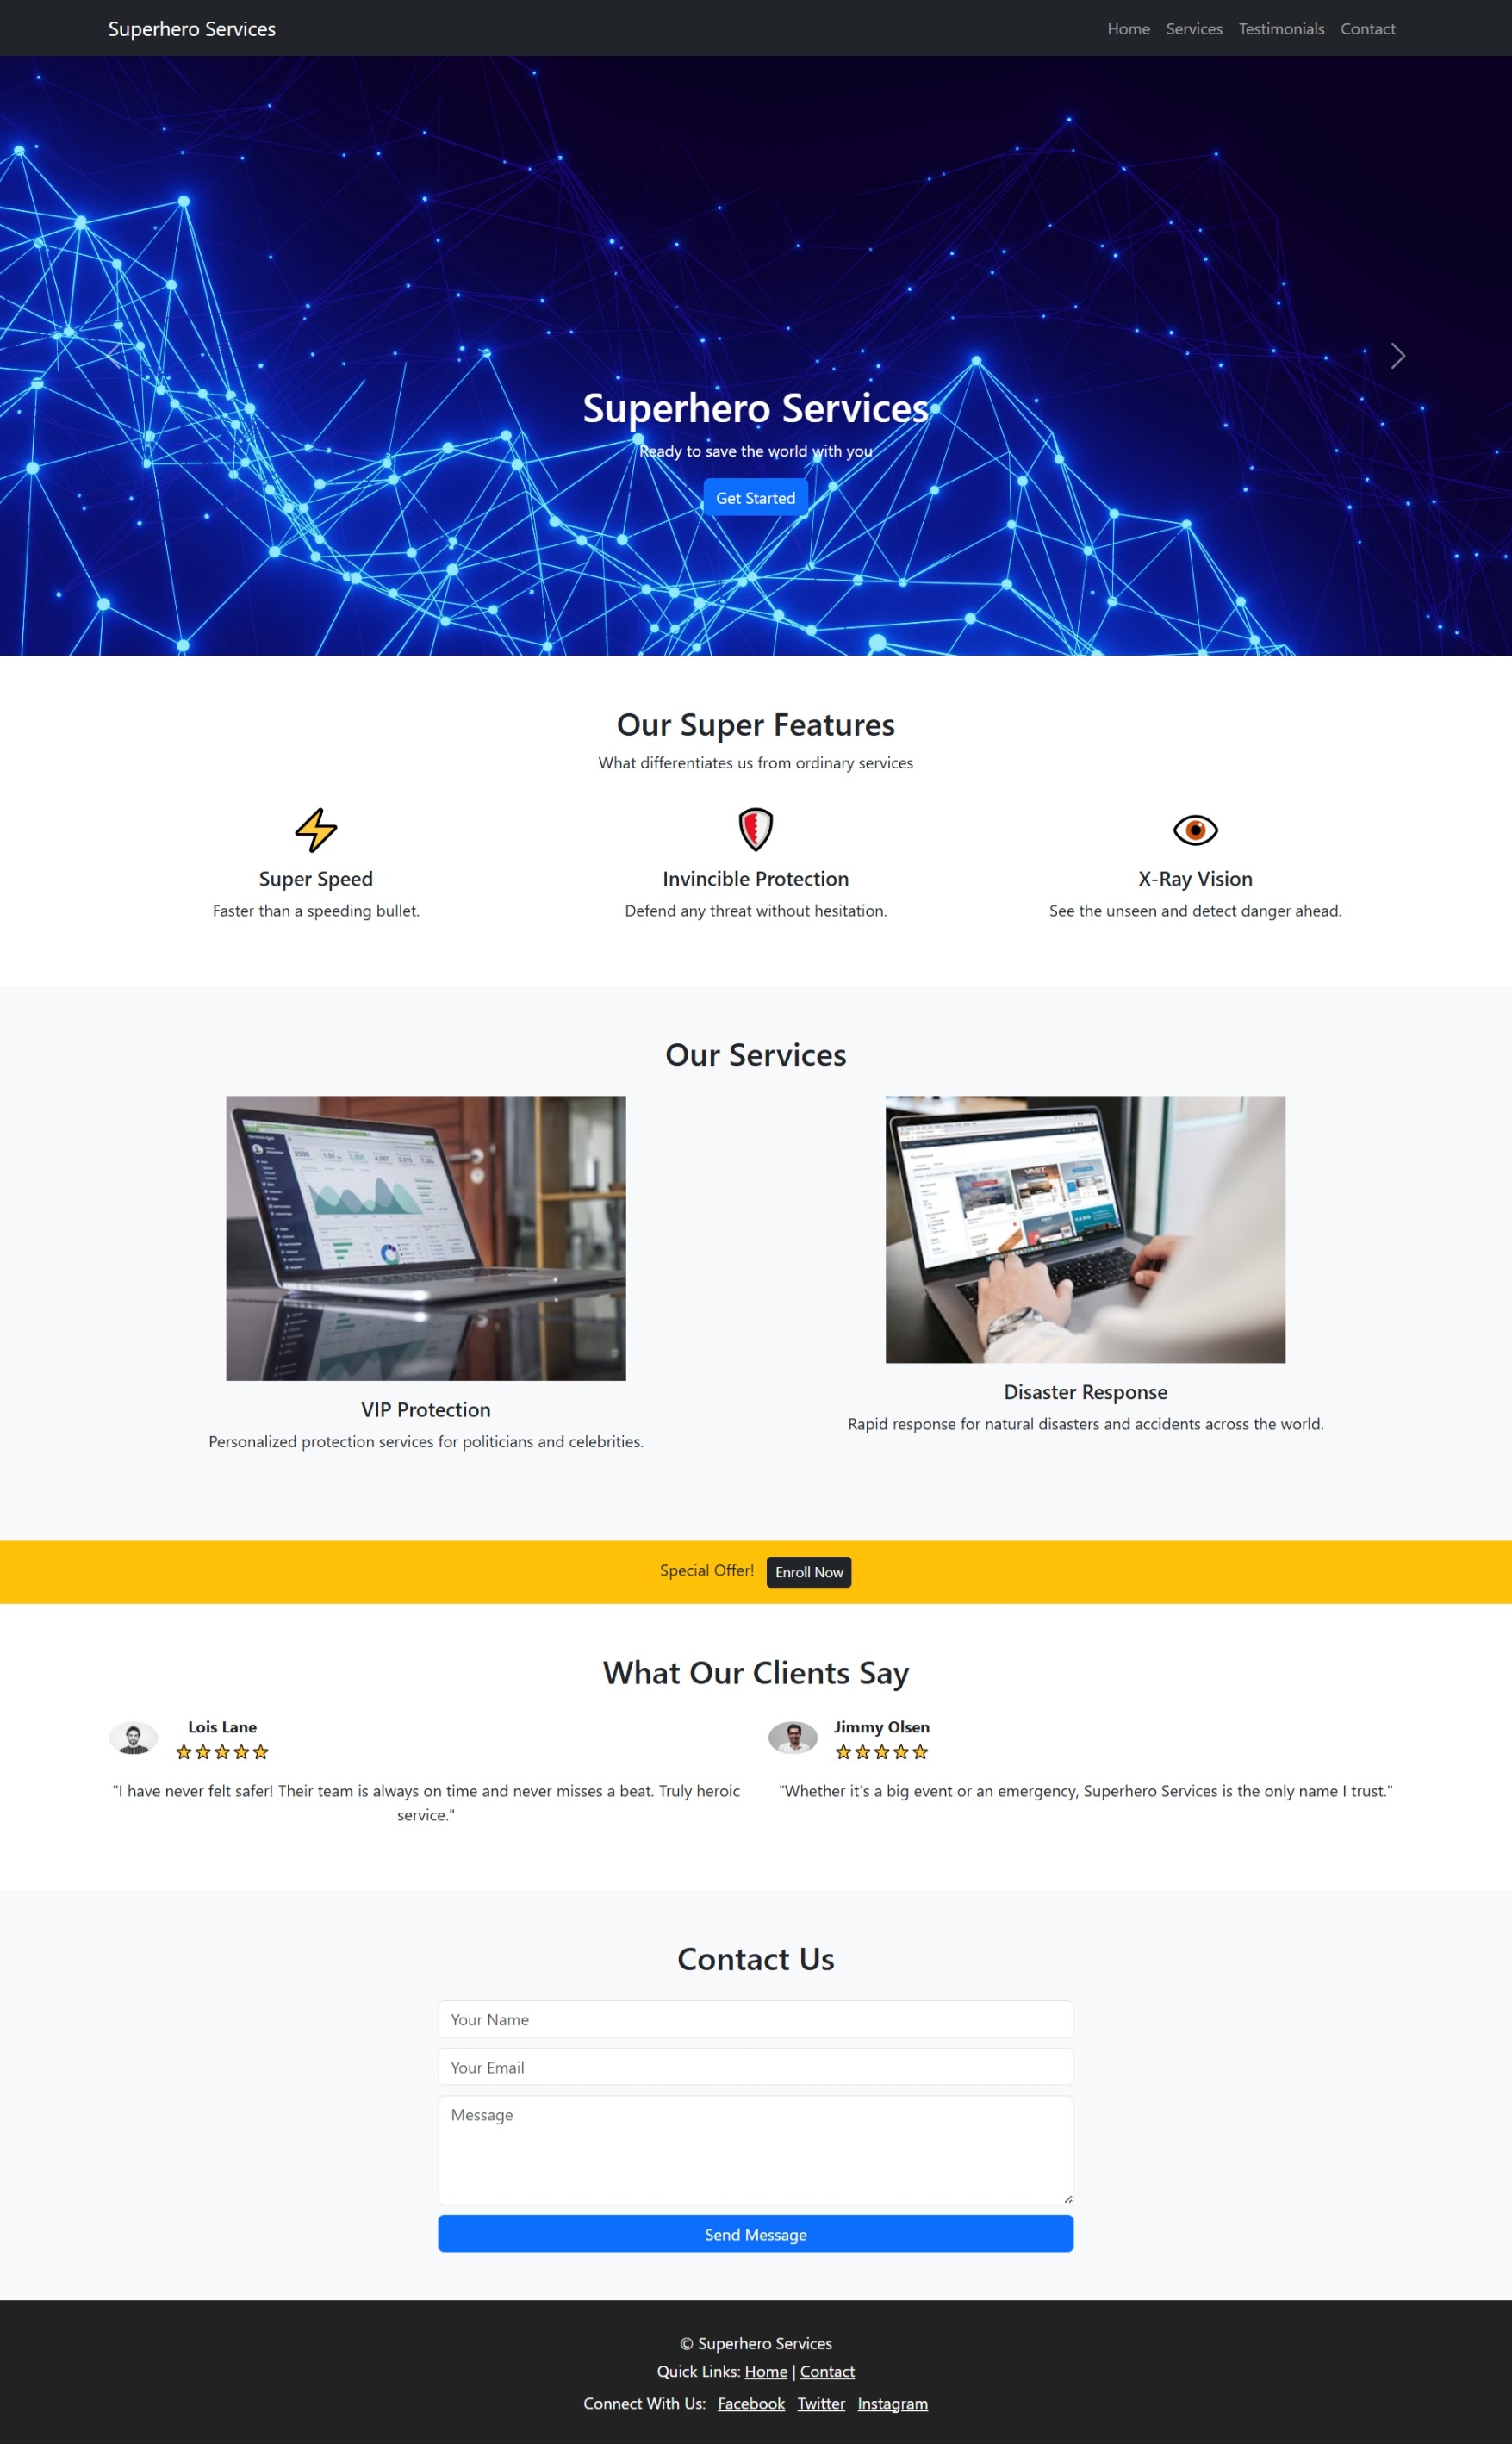 Superhero Services
Home Services Testimonials Contact
Superhero Services
Ready to save the world with you
Get Started
Our Super Features
What differentiates us from ordinary services
Super Speed
Faster than a speeding bullet.
Invincible Protection
Defend any threat without hesitation.
X-Ray Vision
See the unseen and detect danger ahead.
Our Services
VIP Protection
Personalized protection services for politicians and celebrities.
Disaster Response
Rapid response for natural disasters and accidents across the world.
Special Offer! Enroll Now
What Our Clients Say
Lois Lane
"I have never felt safer! Their team is always on time and never misses a beat. Truly heroic
service."
Jimmy Olsen
"Whether it's a big event or an emergency, Superhero Services is the only name I trust."
Contact Us
Your Name
Your Email
Message
Send Message
© Superhero Services
Quick Links: Home | Contact
Connect With Us: Facebook Twitter Instagram